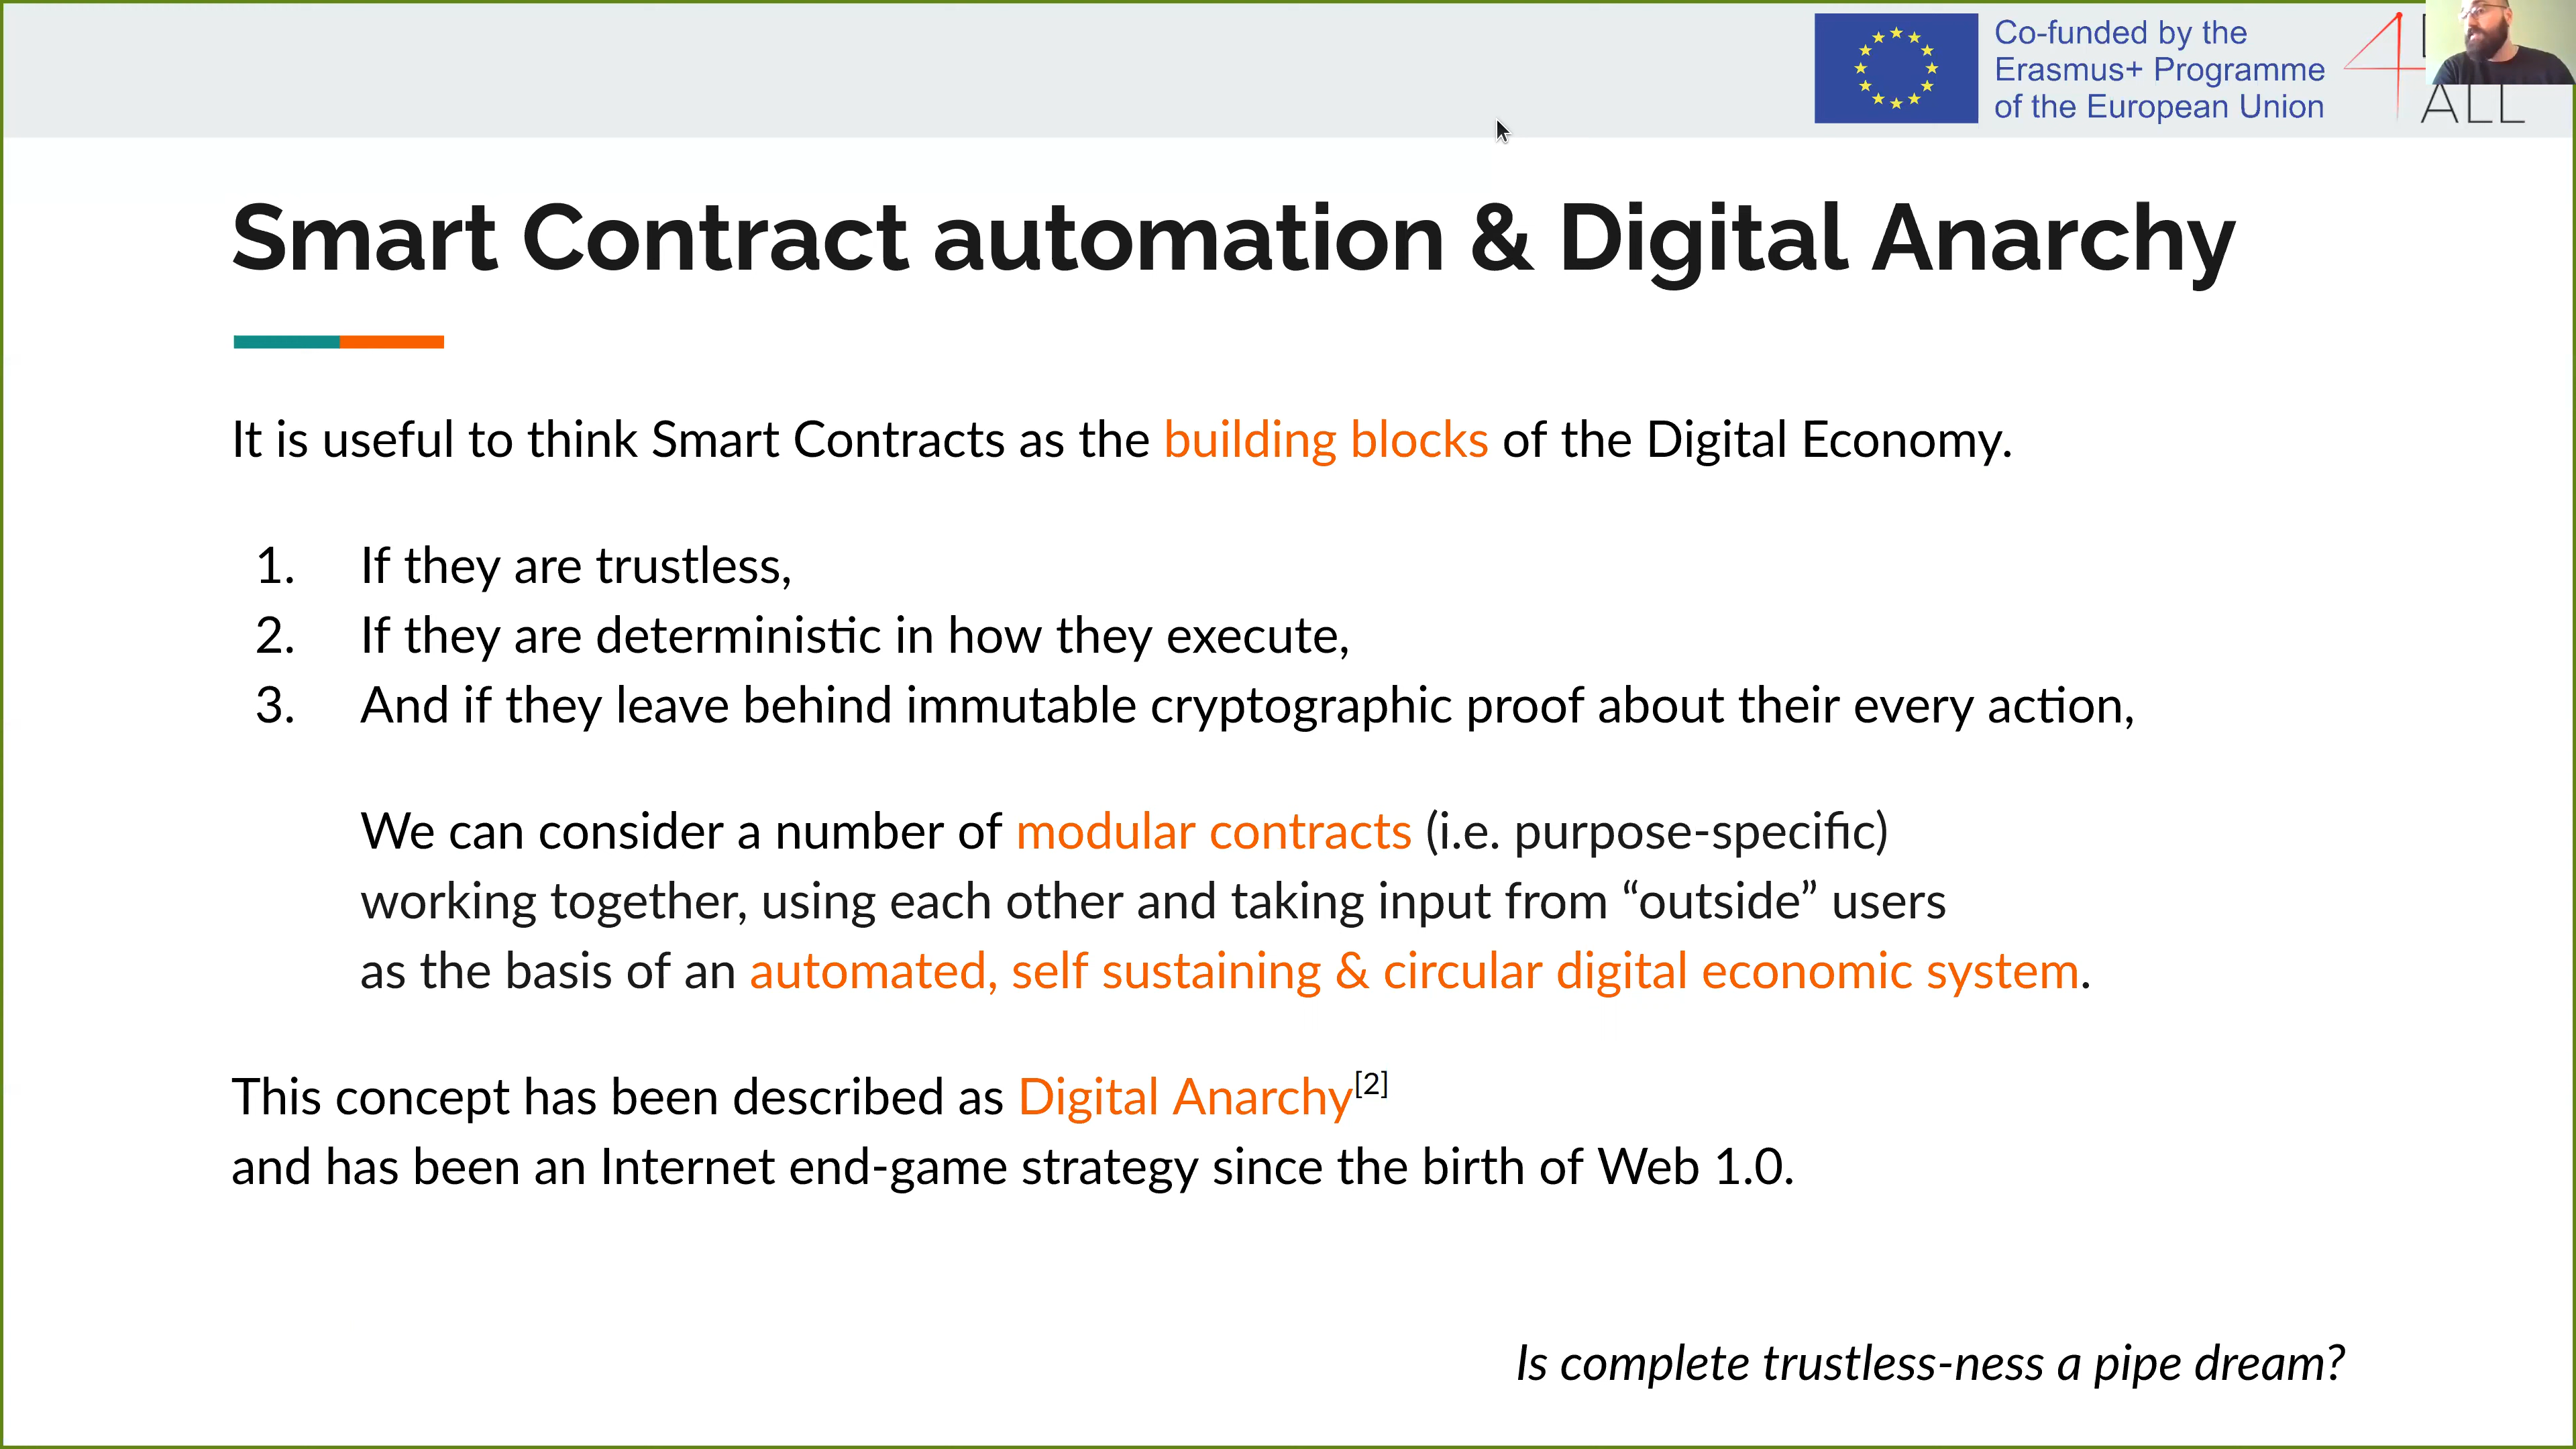 Co-funded by the
Erasmus+ Programme
of the European Union
4
ALL
Smart Contract automation & Digital Anarchy
It is useful to think Smart Contracts as the building blocks of the Digital Economy.
1. If they are trustless,
2. If they are deterministic in how they execute,
3. And if they leave behind immutable cryptographic proof about their every action,
We can consider a number of modular contracts (i.e. purpose-specific)
working together, using each other and taking input from “outside” users
as the basis of an automated, self sustaining & circular digital economic system.
This concept has been described as Digital Anarchy[2]
and has been an Internet end-game strategy since the birth of Web 1.0.
Is complete trustless-ness a pipe dream?